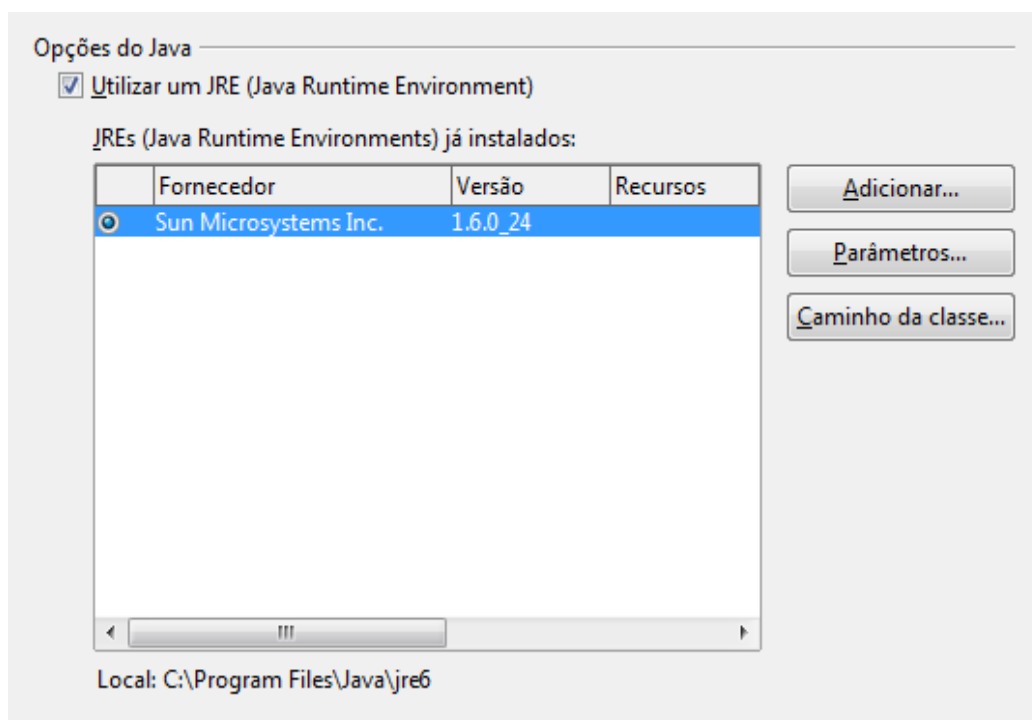 Opções do Java
Utilizar um JRE (Java Runtime Environment)
JREs (Java Runtime Environments) já instalados:
Fornecedor Versão Recursos
Sun Microsystems Inc. 1.6.0_24
Adicionar...
Parâmetros...
Caminho da classe...
Local: C:\Program Files\Java\jre6